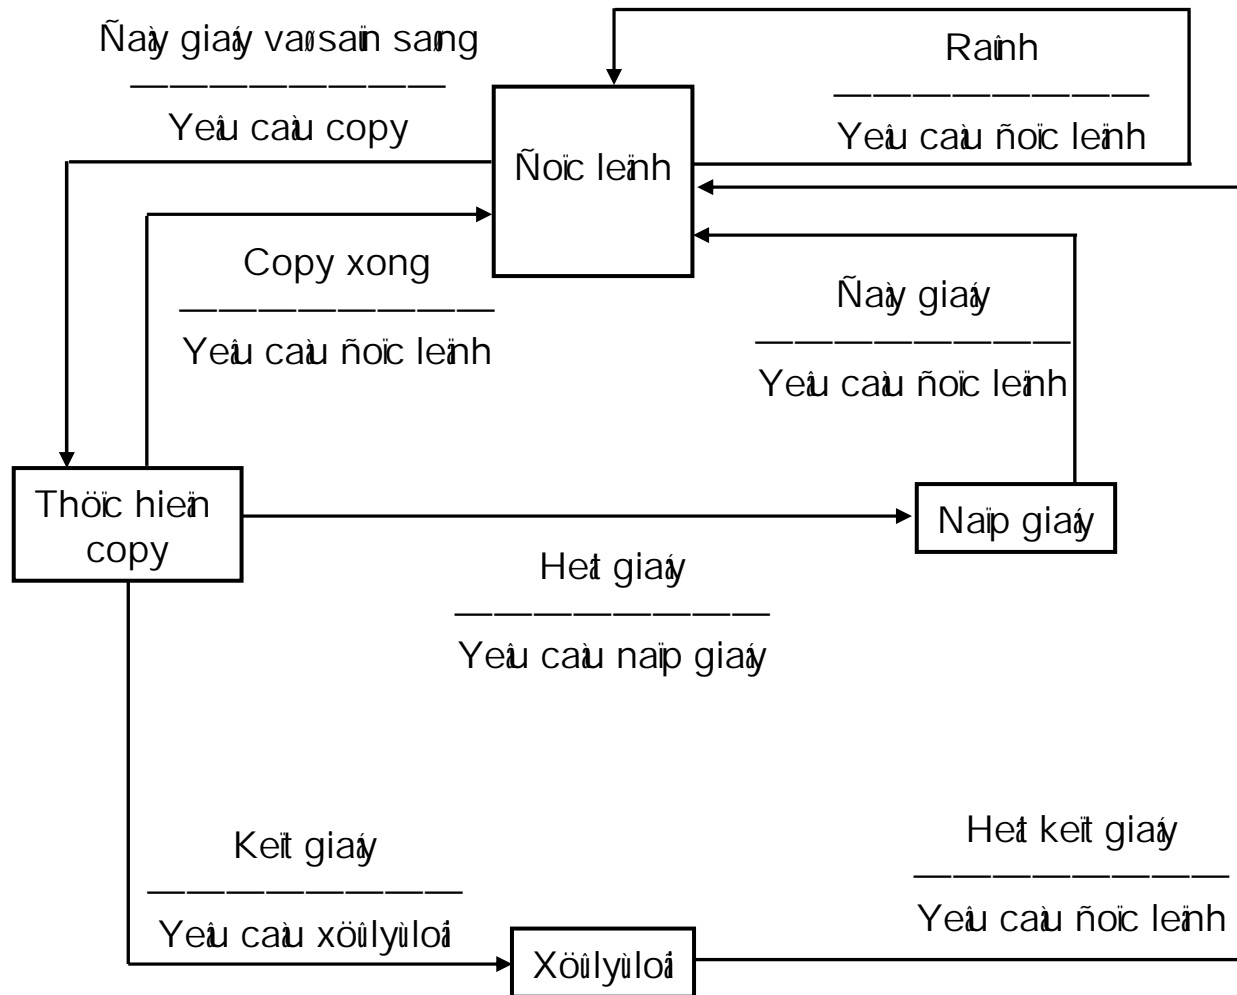 Ñaày giaáy vaø saün saøng
Yeâu caàu copy
Raûnh
Yeâu caàu ñoïc leänh
Ñoïc leänh
Copy xong
Yeâu caàu ñoïc leänh
Ñaày giaáy
Yeâu caàu ñoïc leänh
Thöïc hieän
copy
Naïp giaáy
Heát giaáy
Yeâu caàu naïp giaáy
Keït giaáy
Yeâu caàu xöû lyù loãi
Xöû lyù loãi
Heát keït giaáy
Yeâu caàu ñoïc leänh